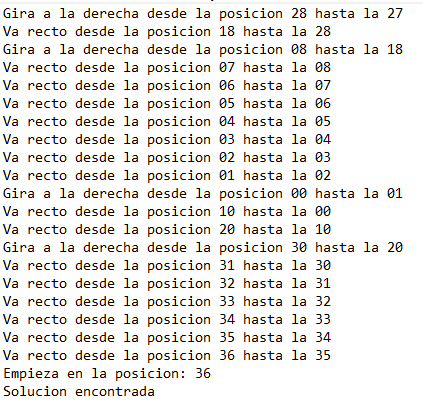 Gira a la derecha desde la posicion 28 hasta la 27
Va recto desde la posicion 18 hasta la 28
Gira a la derecha desde la posicion 08 hasta la 18
Va recto desde la posicion 07 hasta la 08
Va recto desde la posicion 06 hasta la 07
Va recto desde la posicion 05 hasta la 06
Va recto desde la posicion 04 hasta la 05
Va recto desde la posicion 03 hasta la 04
Va recto desde la posicion 02 hasta la 03
Va recto desde la posicion 01 hasta la 02
Gira a la derecha desde la posicion 00 hasta la 01
Va recto desde la posicion 10 hasta la 00
Va recto desde la posicion 20 hasta la 10
Gira a la derecha desde la posicion 30 hasta la 20
Va recto desde la posicion 31 hasta la 30
Va recto desde la posicion 32 hasta la 31
Va recto desde la posicion 33 hasta la 32
Va recto desde la posicion 34 hasta la 33
Va recto desde la posicion 35 hasta la 34
Va recto desde la posicion 36 hasta la 35
Empieza en la posicion: 36
Solucion encontrada